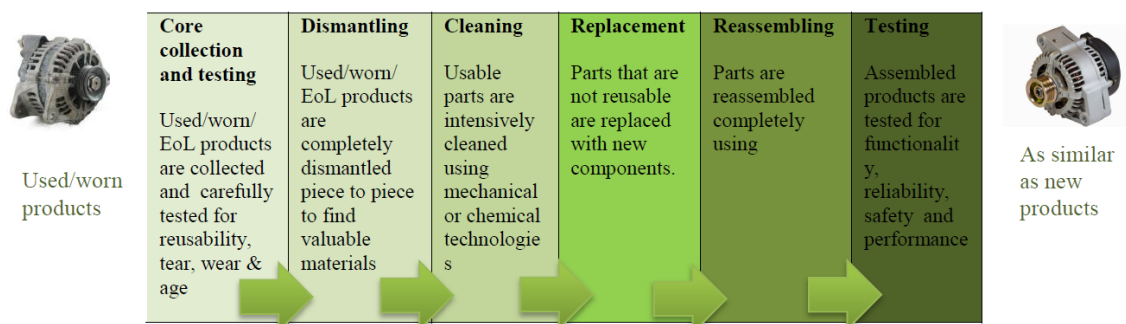 Used/worn
products
Core
collection
and testing
Used/worn/
EoL products
are collected
and carefully
tested for
reusability,
tear, wear &
age
Dismantling
Used/worn/
EoL products
are
completely
dismantled
piece to piece
to find
valuable
materials
Cleaning
Usable
parts are
intensively
cleaned
using
mechanical
or chemical
technologie
s
Replacement
Parts that are
not reusable
are replaced
with new
components.
Reassembling
Parts are
reassembled
completely
using
Testing
Assembled
products are
tested for
functionalit
y,
reliability,
safety and
performance
As similar
as new
products